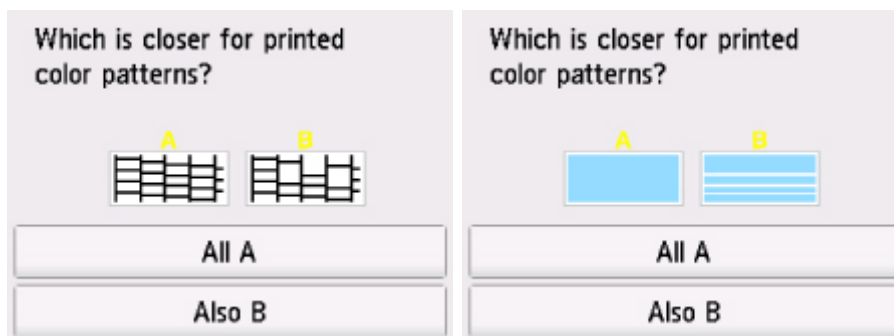 Which is closer for printed
color patterns?
A B
All A
Also B
Which is closer for printed
color patterns?
A B
All A
Also B